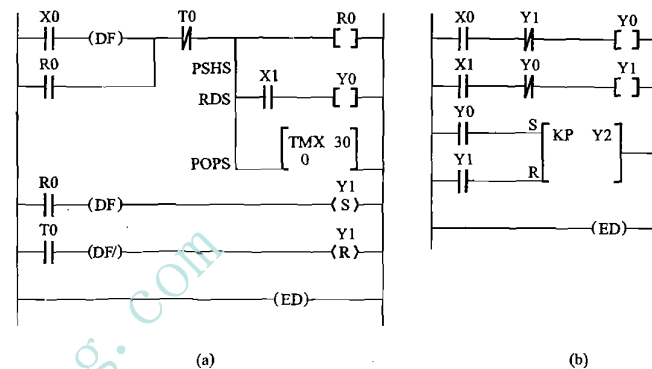 X0 (DF) T0 R0
R0
PSHS
RDS X1 Y0
TMX 30
0
POPS
R0 (DF) Y1
(S)
T0 (DF/) Y1
(R)
(ED)
(a)
X0 Y1 Y0
X1 Y0 Y1
Y0 S KP Y2
Y1 R
(ED)
(b)
g. com